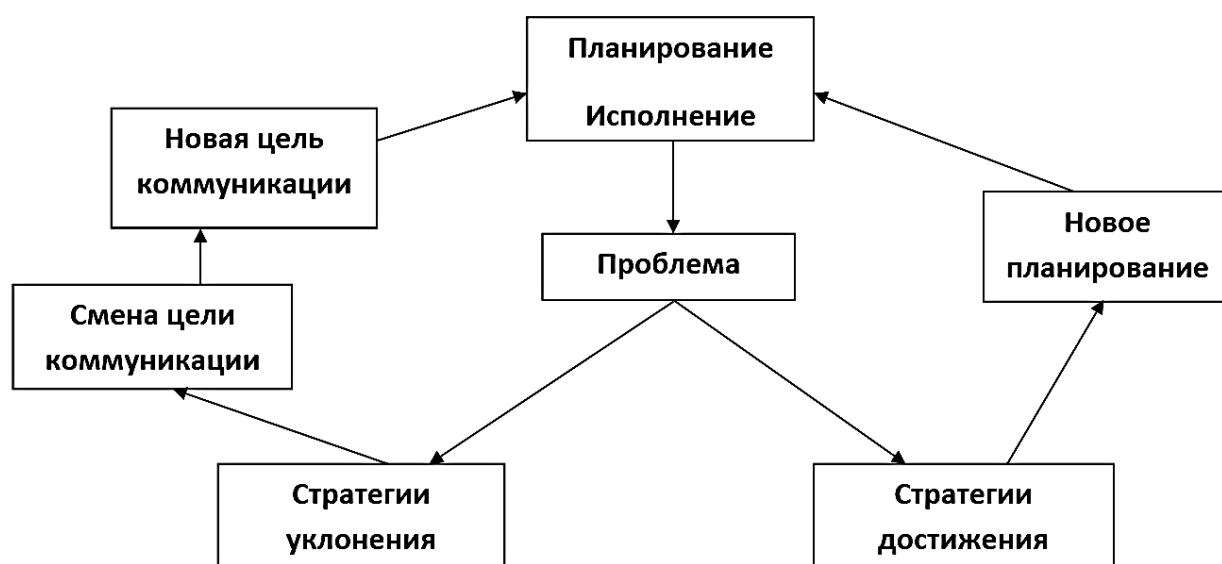 Планирование
Исполнение
Новая цель
коммуникации
Новое
планирование
Проблема
Смена цели
коммуникации
Стратегии
уклонения
Стратегии
достижения